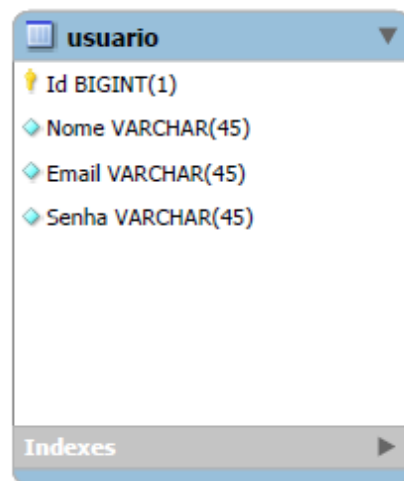 usuario
Id BIGINT(1)
Nome VARCHAR(45)
Email VARCHAR(45)
Senha VARCHAR(45)
Indexes